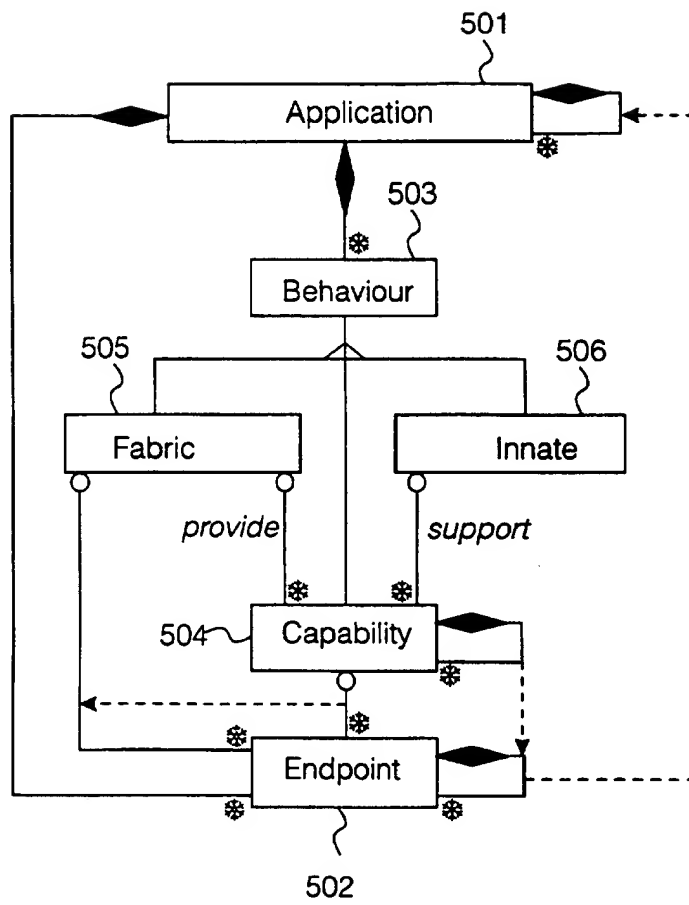 501
Application
503
Behaviour
505
506
Fabric
Innate
provide
support
504
Capability
Endpoint
502